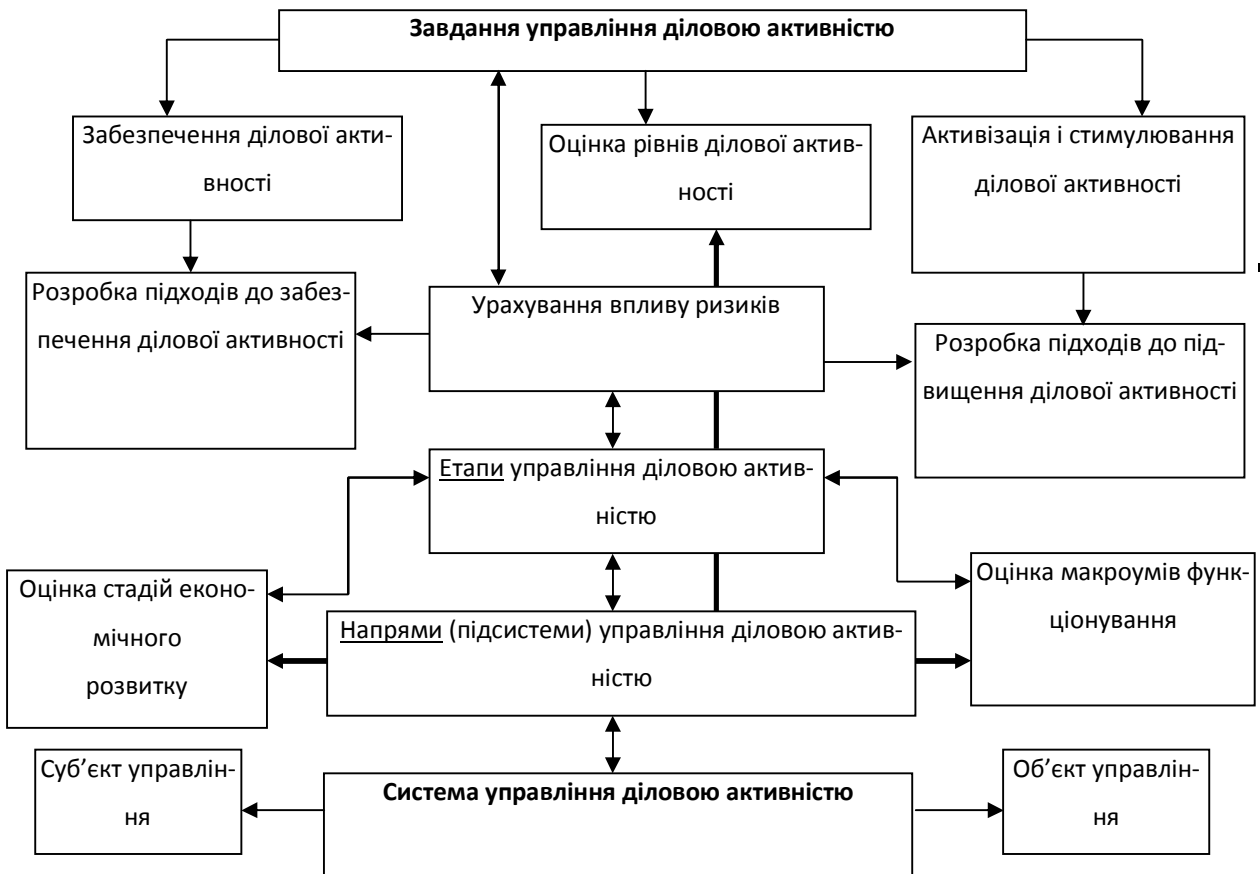 Завдання управління діловою активністю
Забезпечення ділової акти-
вності
Оцінка рівнів ділової актив-
ності
Активізація і стимулювання
ділової активності
Розробка підходів до забез-
печення ділової активності
Урахування впливу ризиків
Розробка підходів до під-
вищення ділової активності
Етапи управління діловою актив-
ністю
Оцінка стадій еконо-
мічного
розвитку
Оцінка макроумів функ-
ціонування
Напрями (підсистеми) управління діловою актив-
ністю
Суб’єкт управлін-
ня
Система управління діловою активністю
Об’єкт управлін-
ня